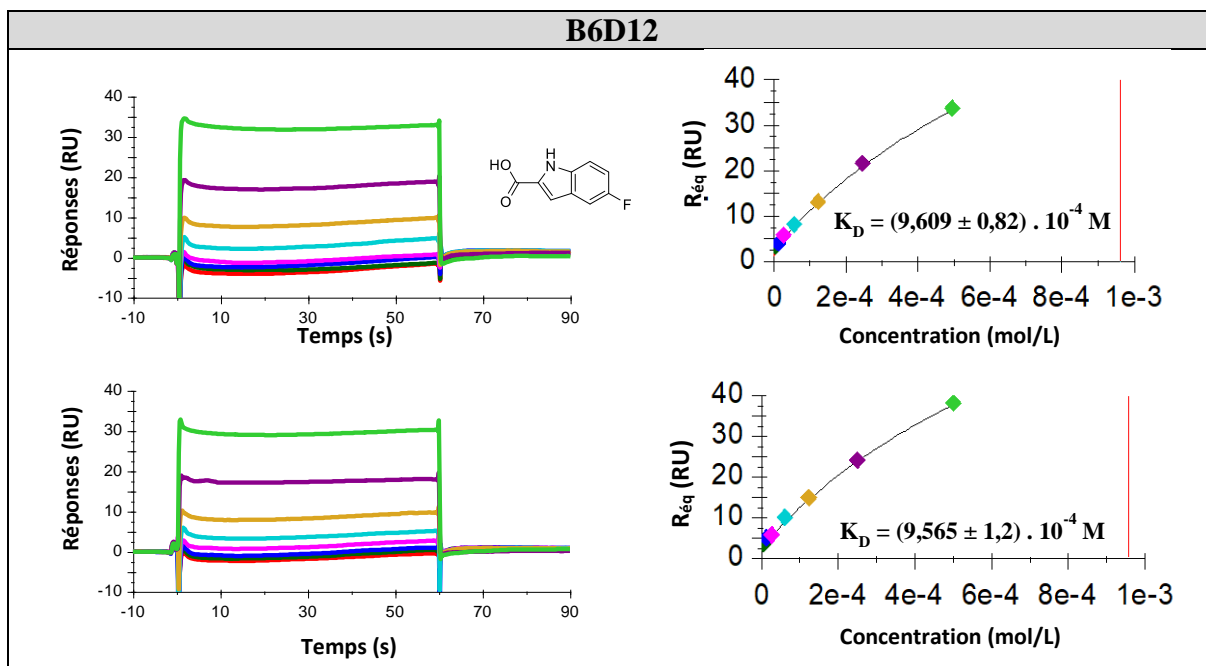 B6D12
Réponses (RU)
40
30
20
10
0
-10
-10
10
30
50
70
90
Temps (s)
HO
O
H
N
F
Réq (RU)
40
30
20
10
0
KD = (9,609 ± 0,82) . 10-4 M
0
2e-4
4e-4
6e-4
8e-4
1e-3
Concentration (mol/L)
Réponses (RU)
40
30
20
10
0
-10
-10
10
30
50
70
90
Temps (s)
Réq (RU)
40
30
20
10
0
KD = (9,565 ± 1,2) . 10-4 M
0
2e-4
4e-4
6e-4
8e-4
1e-3
Concentration (mol/L)